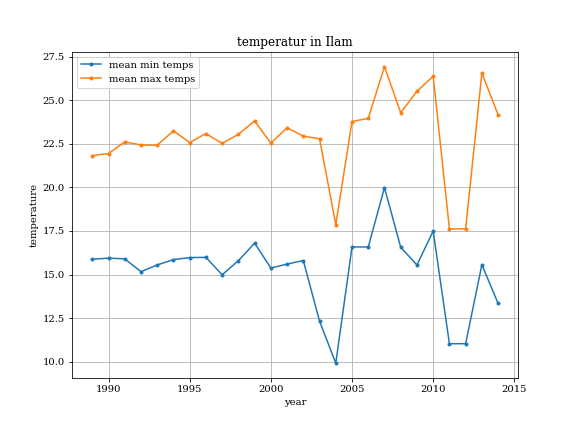 temperatur in Ilam
mean min temps
mean max temps
27.5
25.0
22.5
20.0
17.5
15.0
12.5
10.0
temperature
1990 1995 2000 2005 2010 2015
year